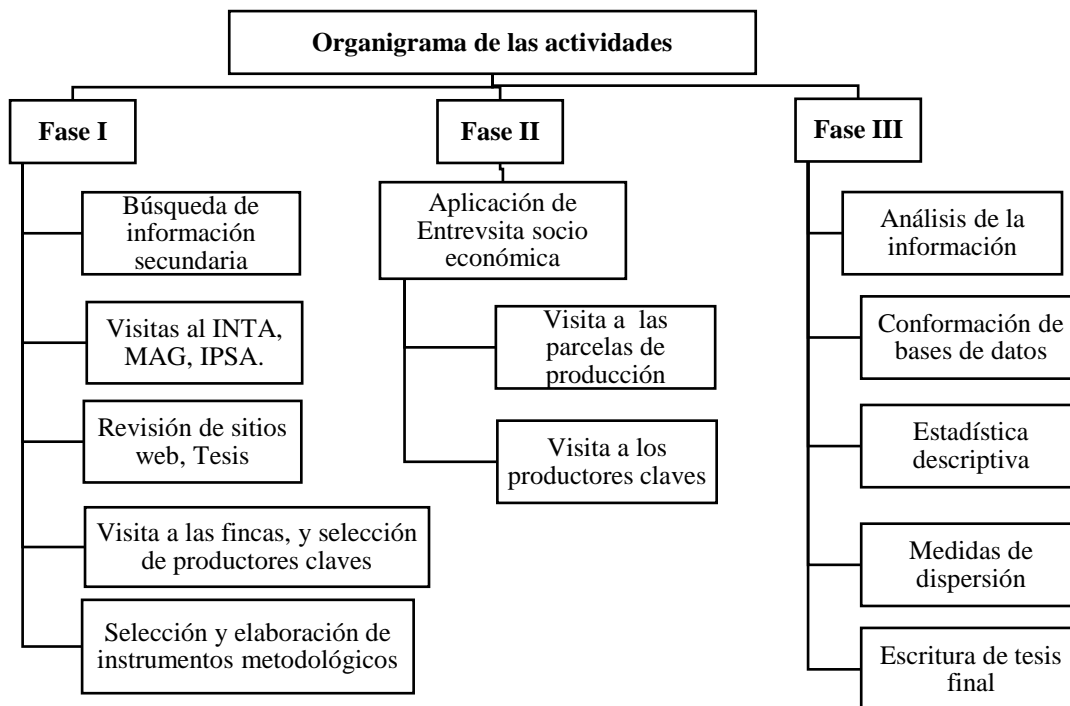 Organigrama de las actividades
Fase I
Búsqueda de
información
secundaria
Visitas al INTA,
MAG, IPSA.
Revisión de sitios
web, Tesis
Visita a las fincas, y selección
de productores claves
Selección y elaboración de
instrumentos metodológicos
Fase II
Aplicación de
Entrevsita socio
económica
Visita a las
parcelas de
producción
Visita a los
productores claves
Fase III
Análisis de la
información
Conformación de
bases de datos
Estadística
descriptiva
Medidas de
dispersión
Escritura de tesis
final